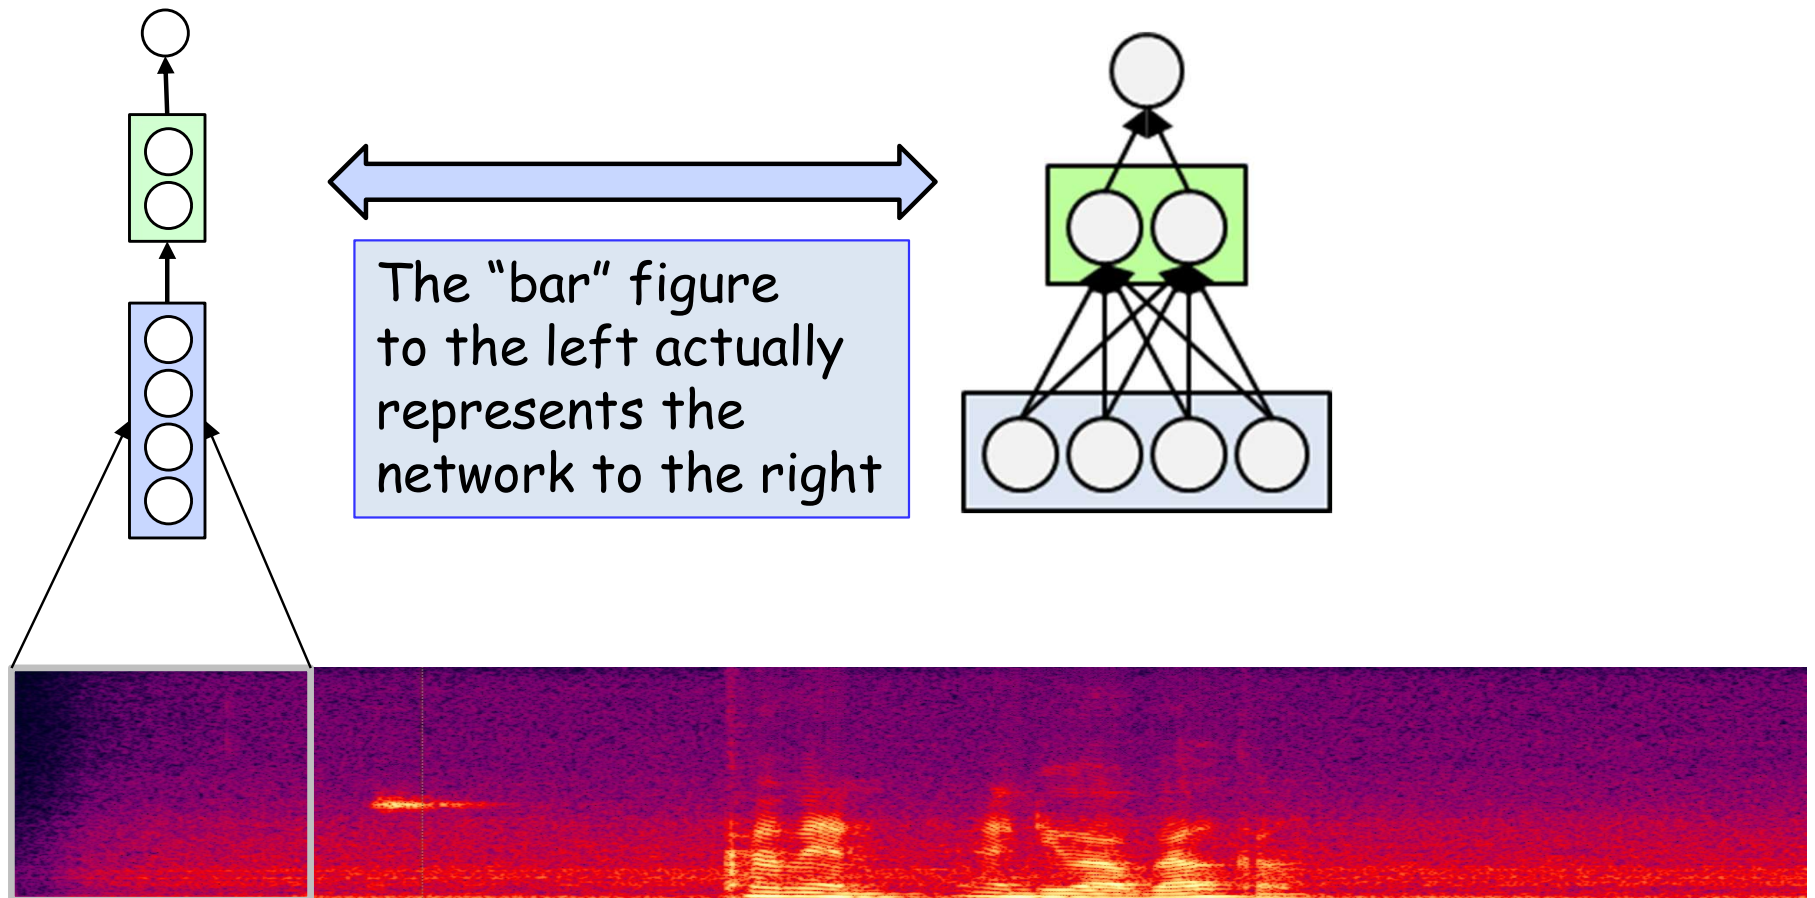 The “bar” figure
to the left actually
represents the
network to the right